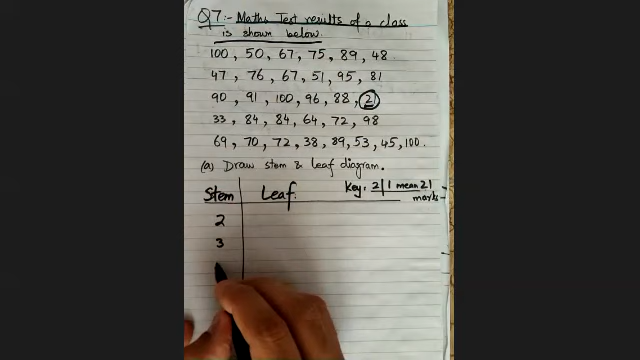 Q7:- Maths Test results of a class
is shown below.
100, 50, 67, 75, 89, 48
47, 76, 67, 51, 95, 81
90, 91, 100, 96, 88, 21
33, 84, 84, 64, 72, 98
69, 70, 72, 38, 89, 53, 45, 100.
(a) Draw stem & leaf diagram.
Stem Leaf Key: 2|1 mean 21
marks
2
3